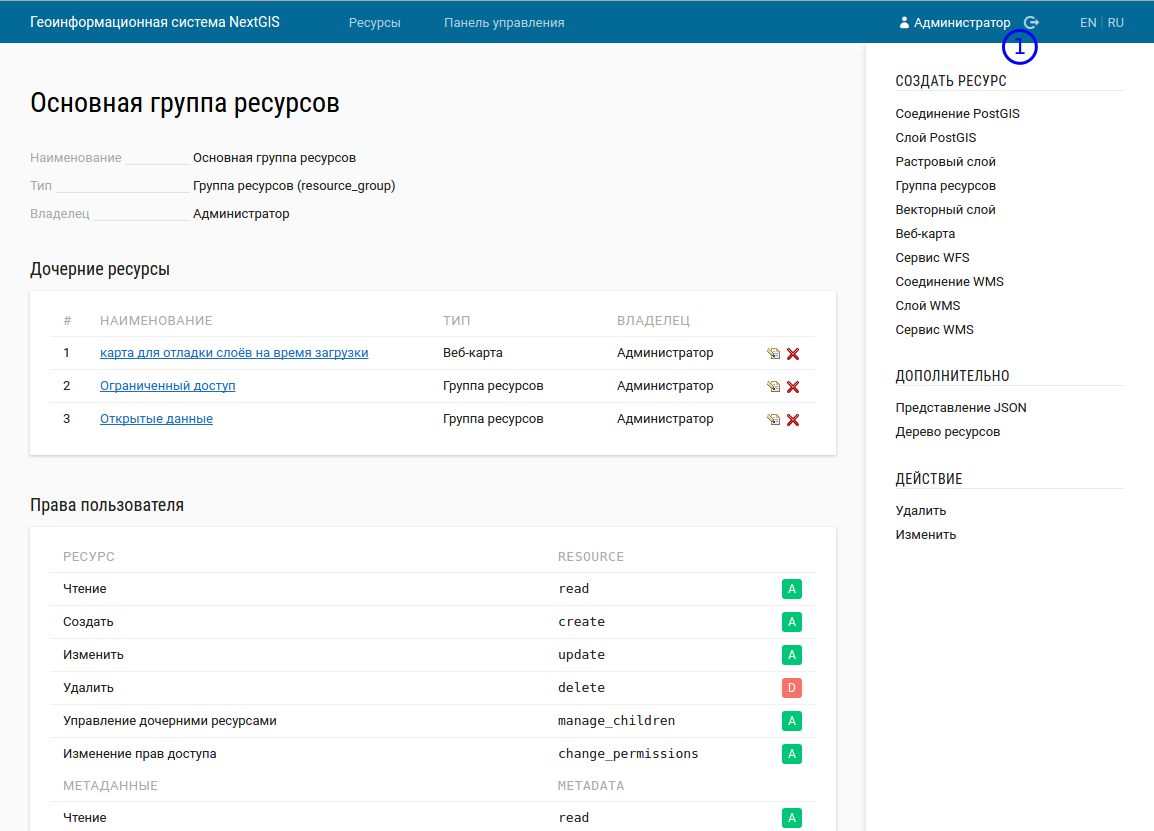 Геоинформационная система NextGIS Ресурсы Панель управления Администратор EN RU
1
Основная группа ресурсов
Наименование Основная группа ресурсов
Тип Группа ресурсов (resource_group)
Владелец Администратор
Дочерние ресурсы
# НАИМЕНОВАНИЕ ТИП ВЛАДЕЛЕЦ
1 карта для отладки слоёв на время загрузки Веб-карта Администратор
2 Ограниченный доступ Группа ресурсов Администратор
3 Открытые данные Группа ресурсов Администратор
Права пользователя
РЕСУРС RESOURCE
Чтение read A
Создать create A
Изменить update A
Удалить delete D
Управление дочерними ресурсами manage_children A
Изменение прав доступа change_permissions A
МЕТАДАННЫЕ METADATA
Чтение read A
СОЗДАТЬ РЕСУРС
Соединение PostGIS
Слой PostGIS
Растровый слой
Группа ресурсов
Векторный слой
Веб-карта
Сервис WFS
Соединение WMS
Слой WMS
Сервис WMS
ДОПОЛНИТЕЛЬНО
Представление JSON
Дерево ресурсов
ДЕЙСТВИЕ
Удалить
Изменить